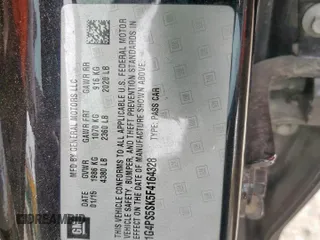 MFD BY GENERAL MOTORS LLC
DATE GVWR GAWR FRT GAWR RR
01/15 1986 KG 1070 KG 916 KG
4380 LB 2360 LB 2020 LB
THIS VEHICLE CONFORMS TO ALL APPLICABLE U.S. FEDERAL MOTOR
VEHICLE SAFETY, BUMPER, AND THEFT PREVENTION STANDARDS IN
EFFECT ON THE DATE OF MANUFACTURE SHOWN ABOVE.
1G4PS5SK5F4164328 TYPE: PASS CAR
GM